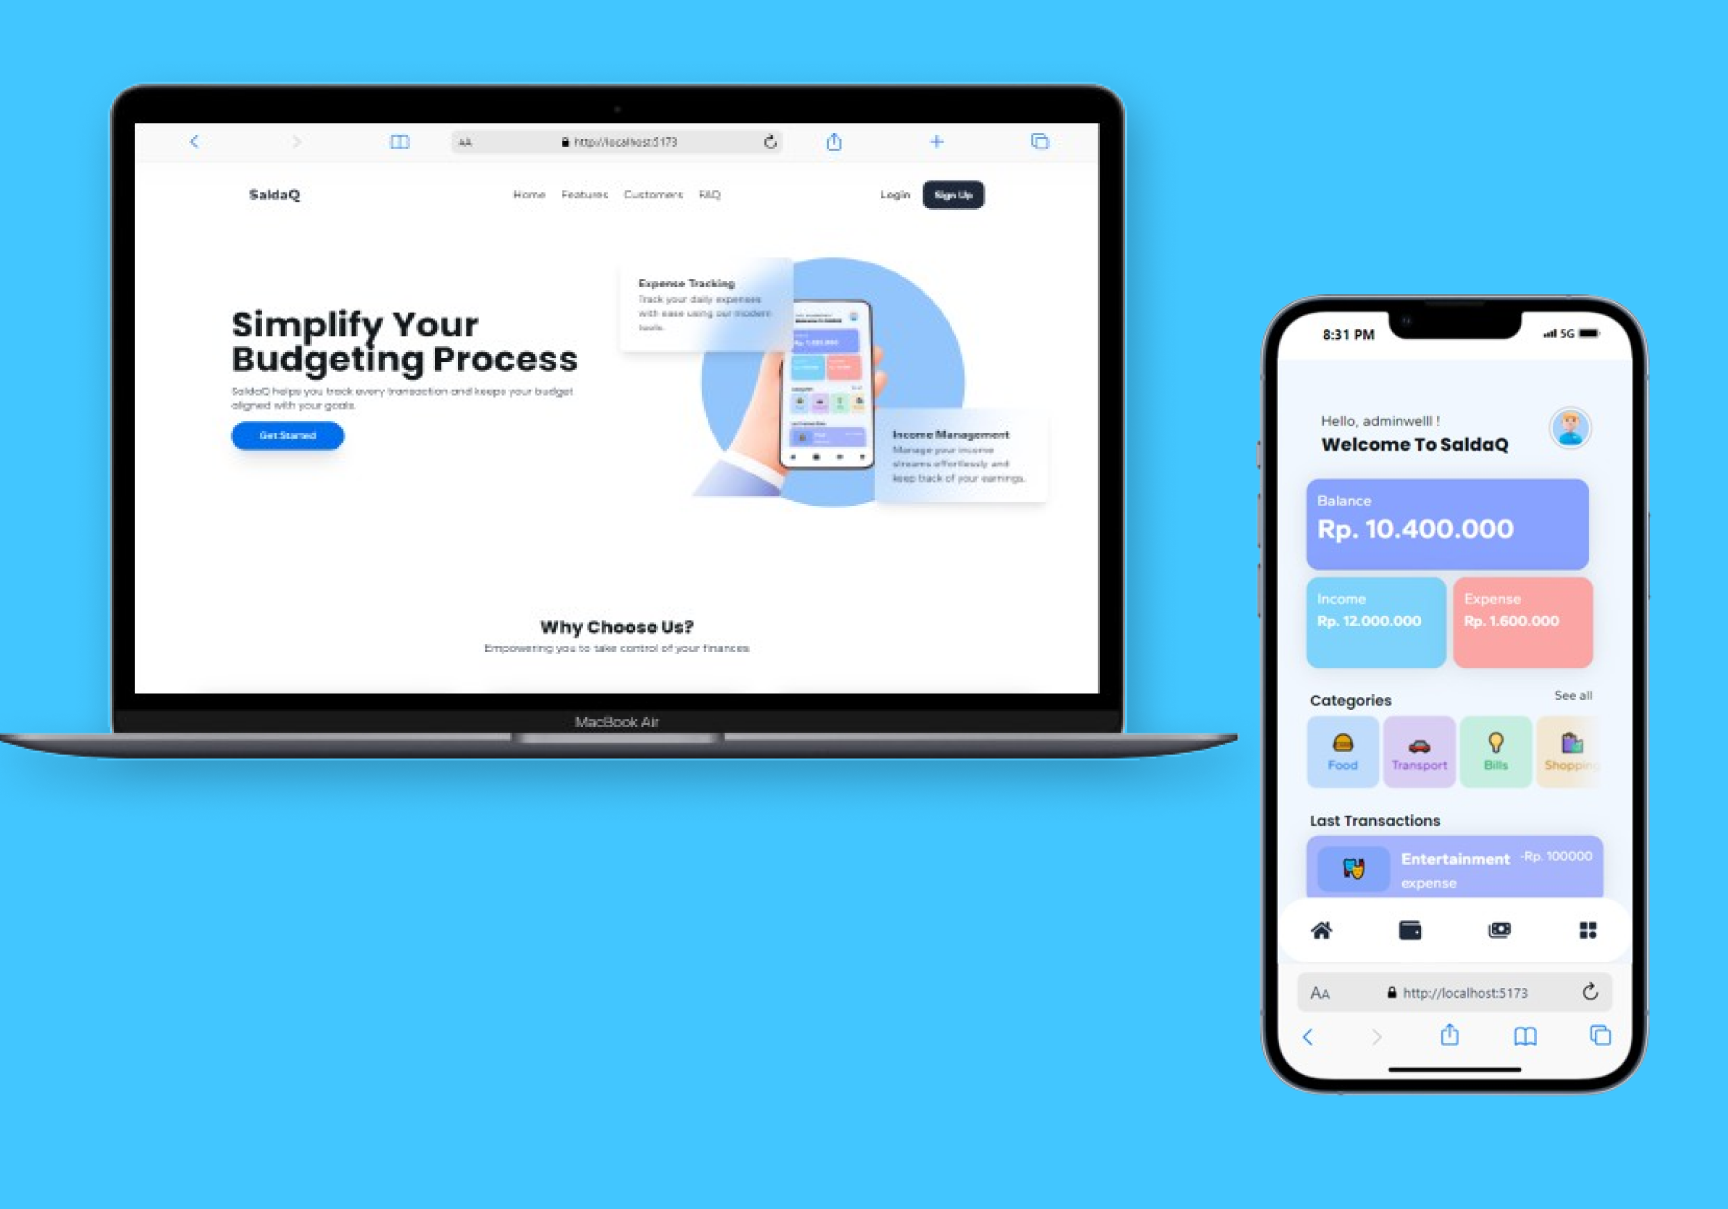 AA http://localhost:5173
SaldaQ Home Features Customers FAQ Login Sign Up
Simplify Your
Budgeting Process
SaldaQ helps you track every transaction and keeps your budget
aligned with your goals.
Get Started
Expense Tracking
Track your daily expenses
with ease using our modern
tools.
Income Management
Manage your income
streams effortlessly and
keep track of your earnings.
Why Choose Us?
Empowering you to take control of your finances
MacBook Air
8:31 PM 5G
Hello, adminwelll !
Welcome To SaldaQ
Balance
Rp. 10.400.000
Income
Rp. 12.000.000
Expense
Rp. 1.600.000
Categories See all
Food Transport Bills Shopping
Last Transactions
Entertainment -Rp. 100000
expense
AA http://localhost:5173